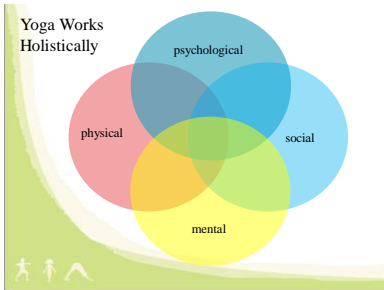 Yoga Works
Holistically
psychological
physical
social
mental